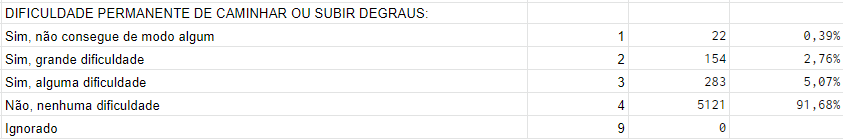 DIFICULDADE PERMANENTE DE CAMINHAR OU SUBIR DEGRAUS:
Sim, não consegue de modo algum 1 22 0,39%
Sim, grande dificuldade 2 154 2,76%
Sim, alguma dificuldade 3 283 5,07%
Não, nenhuma dificuldade 4 5121 91,68%
Ignorado 9 0